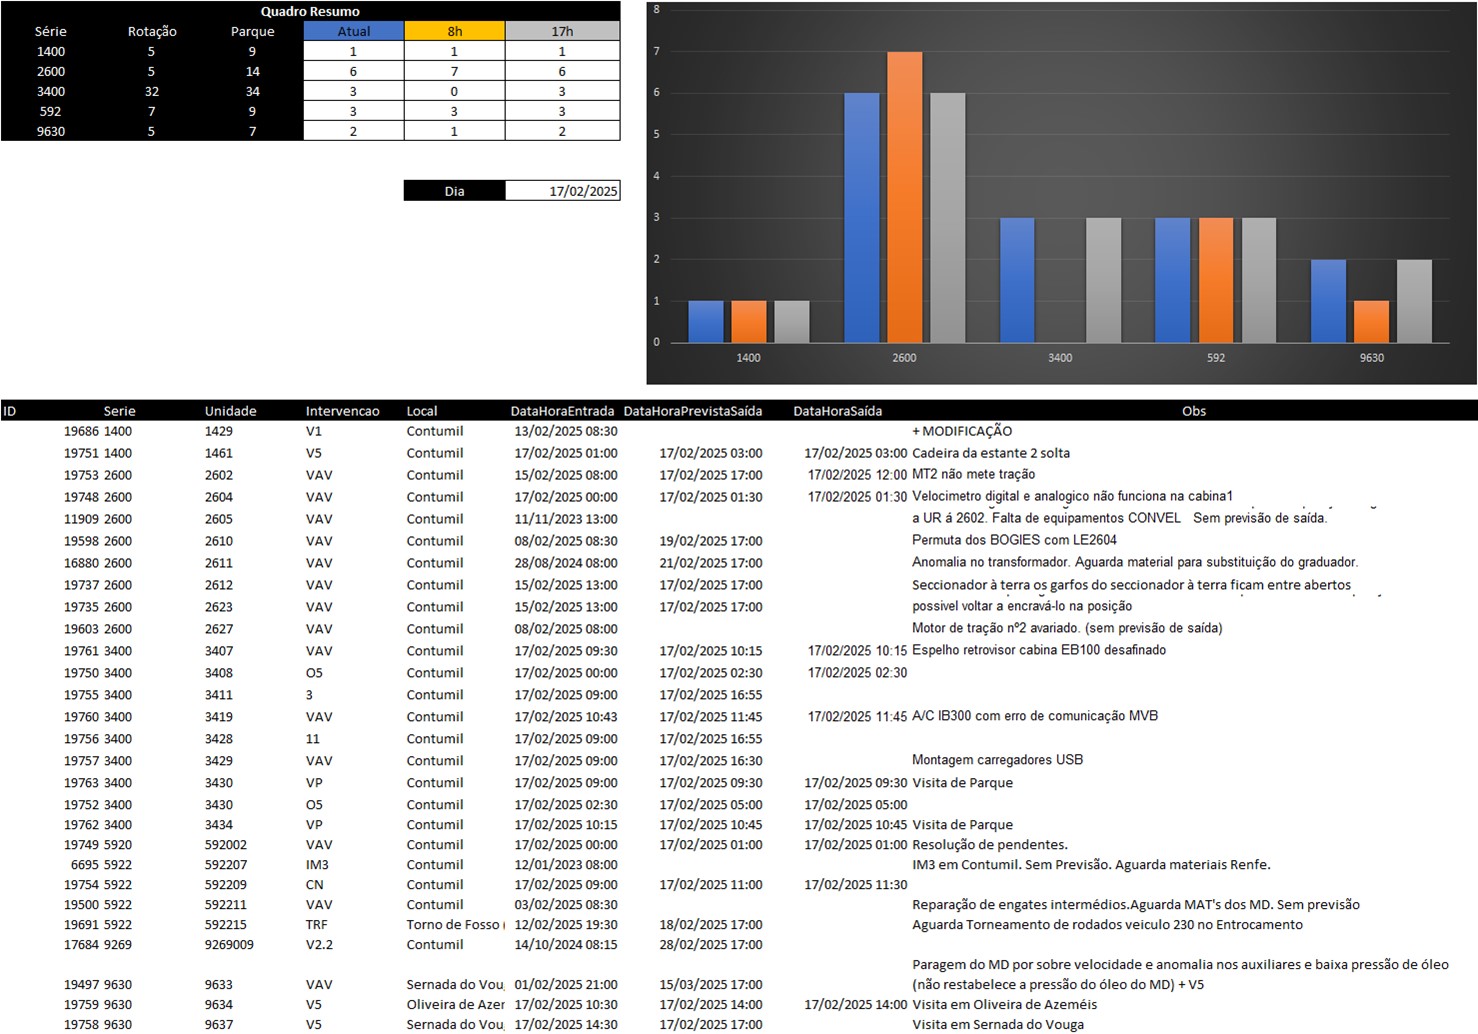 Quadro Resumo
Série Rotação Parque Atual 8h 17h
1400 5 9 1 1 1
2600 5 14 6 7 6
3400 32 34 3 0 3
592 7 9 3 3 3
9630 5 7 2 1 2
Dia 17/02/2025
8
7
6
5
4
3
2
1
0
1400 2600 3400 592 9630
ID Serie Unidade Intervencao Local DataHoraEntrada DataHoraPrevistaSaída DataHoraSaída Obs
19686 1400 1429 V1 Contumil 13/02/2025 08:30 + MODIFICAÇÃO
19751 1400 1461 V5 Contumil 17/02/2025 01:00 17/02/2025 03:00 17/02/2025 03:00 Cadeira da estante 2 solta
19753 2600 2602 VAV Contumil 15/02/2025 08:00 17/02/2025 17:00 17/02/2025 12:00 MT2 não mete tração
19748 2600 2604 VAV Contumil 17/02/2025 00:00 17/02/2025 01:30 17/02/2025 01:30 Velocimetro digital e analogico não funciona na cabina1
11909 2600 2605 VAV Contumil 11/11/2023 13:00 a UR á 2602. Falta de equipamentos CONVEL Sem previsão de saída.
19598 2600 2610 VAV Contumil 08/02/2025 08:30 19/02/2025 17:00 Permuta dos BOGIES com LE2604
16880 2600 2611 VAV Contumil 28/08/2024 08:00 21/02/2025 17:00 Anomalia no transformador. Aguarda material para substituição do graduador.
19737 2600 2612 VAV Contumil 15/02/2025 13:00 17/02/2025 17:00 Seccionador à terra os garfos do seccionador à terra ficam entre abertos
19735 2600 2623 VAV Contumil 15/02/2025 13:00 17/02/2025 17:00 possivel voltar a encravá-lo na posição
19603 2600 2627 VAV Contumil 08/02/2025 08:00 Motor de tração nº2 avariado. (sem previsão de saída)
19761 3400 3407 VAV Contumil 17/02/2025 09:30 17/02/2025 10:15 17/02/2025 10:15 Espelho retrovisor cabina EB100 desafinado
19750 3400 3408 O5 Contumil 17/02/2025 00:00 17/02/2025 02:30 17/02/2025 02:30
19755 3400 3411 3 Contumil 17/02/2025 09:00 17/02/2025 16:55
19760 3400 3419 VAV Contumil 17/02/2025 10:43 17/02/2025 11:45 17/02/2025 11:45 A/C IB300 com erro de comunicação MVB
19756 3400 3428 11 Contumil 17/02/2025 09:00 17/02/2025 16:55
19757 3400 3429 VAV Contumil 17/02/2025 09:00 17/02/2025 16:30 Montagem carregadores USB
19763 3400 3430 VP Contumil 17/02/2025 09:00 17/02/2025 09:30 17/02/2025 09:30 Visita de Parque
19752 3400 3430 O5 Contumil 17/02/2025 02:30 17/02/2025 05:00 17/02/2025 05:00
19762 3400 3434 VP Contumil 17/02/2025 10:15 17/02/2025 10:45 17/02/2025 10:45 Visita de Parque
19749 5920 592002 VAV Contumil 17/02/2025 00:00 17/02/2025 01:00 17/02/2025 01:00 Resolução de pendentes.
6695 5922 592207 IM3 Contumil 12/01/2023 08:00 IM3 em Contumil. Sem Previsão. Aguarda materiais Renfe.
19754 5922 592209 CN Contumil 17/02/2025 09:00 17/02/2025 11:00 17/02/2025 11:30
19500 5922 592211 VAV Contumil 03/02/2025 08:30 Reparação de engates intermédios.Aguarda MAT's dos MD. Sem previsão
19691 5922 592215 TRF Torno de Fosso ( 12/02/2025 19:30 18/02/2025 17:00 Aguarda Torneamento de rodados veiculo 230 no Entrocamento
17684 9269 9269009 V2.2 Contumil 14/10/2024 08:15 28/02/2025 17:00
Paragem do MD por sobre velocidade e anomalia nos auxiliares e baixa pressão de óleo
19497 9630 9633 VAV Sernada do Vou 01/02/2025 21:00 15/03/2025 17:00 (não restabelece a pressão do óleo do MD) + V5
19759 9630 9634 V5 Oliveira de Azer 17/02/2025 10:30 17/02/2025 14:00 17/02/2025 14:00 Visita em Oliveira de Azeméis
19758 9630 9637 V5 Sernada do Vou 17/02/2025 14:30 17/02/2025 17:00 Visita em Sernada do Vouga